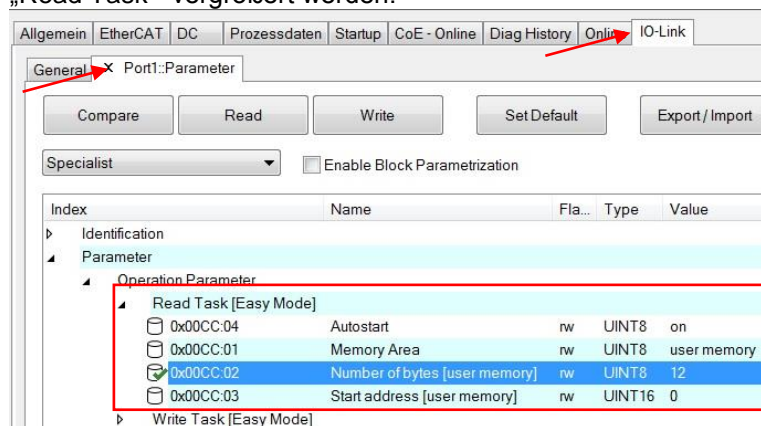 „Read Task“ vergrößert werden.
Allgemein EtherCAT DC Prozessdaten Startup CoE - Online Diag History Online IO-Link
General X Port1::Parameter
Compare Read Write Set Default Export / Import
Specialist Enable Block Parametrization
Index Name Fla... Type Value
Identification
Parameter
Operation Parameter
Read Task [Easy Mode]
0x00CC:04 Autostart rw UINT8 on
0x00CC:01 Memory Area rw UINT8 user memory
0x00CC:02 Number of bytes [user memory] rw UINT8 12
0x00CC:03 Start address [user memory] rw UINT16 0
Write Task [Easy Mode]